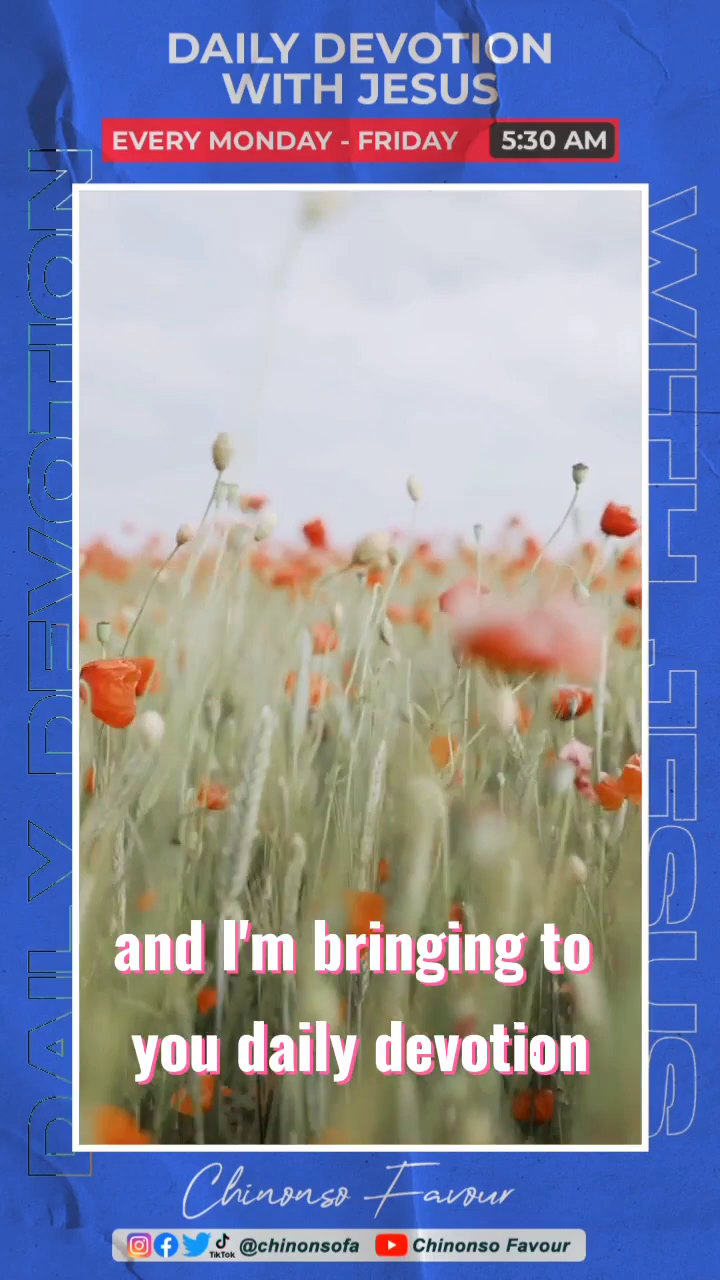 DAILY DEVOTION
WITH JESUS
EVERY MONDAY - FRIDAY 5:30 AM
DAILY DEVOTION
WITH JESUS
and I'm bringing to
you daily devotion
Chinonso Favour
TikTok @chinonsofa Chinonso Favour